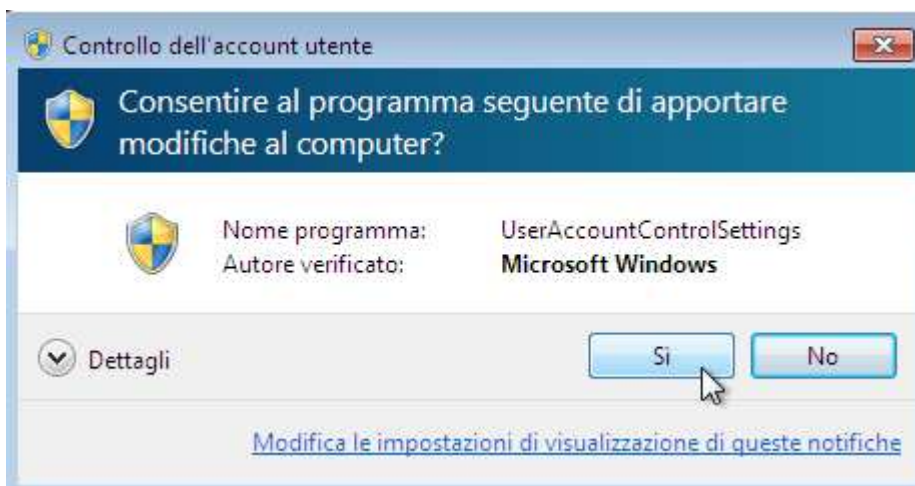 Controllo dell'account utente
Consentire al programma seguente di apportare
modifiche al computer?
Nome programma: UserAccountControlSettings
Autore verificato: Microsoft Windows
Dettagli
Sì
No
Modifica le impostazioni di visualizzazione di queste notifiche